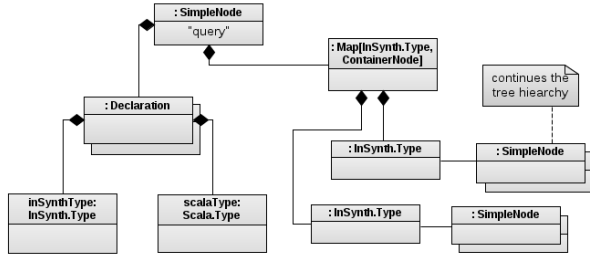 : SimpleNode
"query"
: Map[InSynth.Type,
ContainerNode]
continues the
tree hiearchy
: Declaration
: InSynth.Type
: SimpleNode
inSynthType:
InSynth.Type
scalaType:
Scala.Type
: InSynth.Type
: SimpleNode